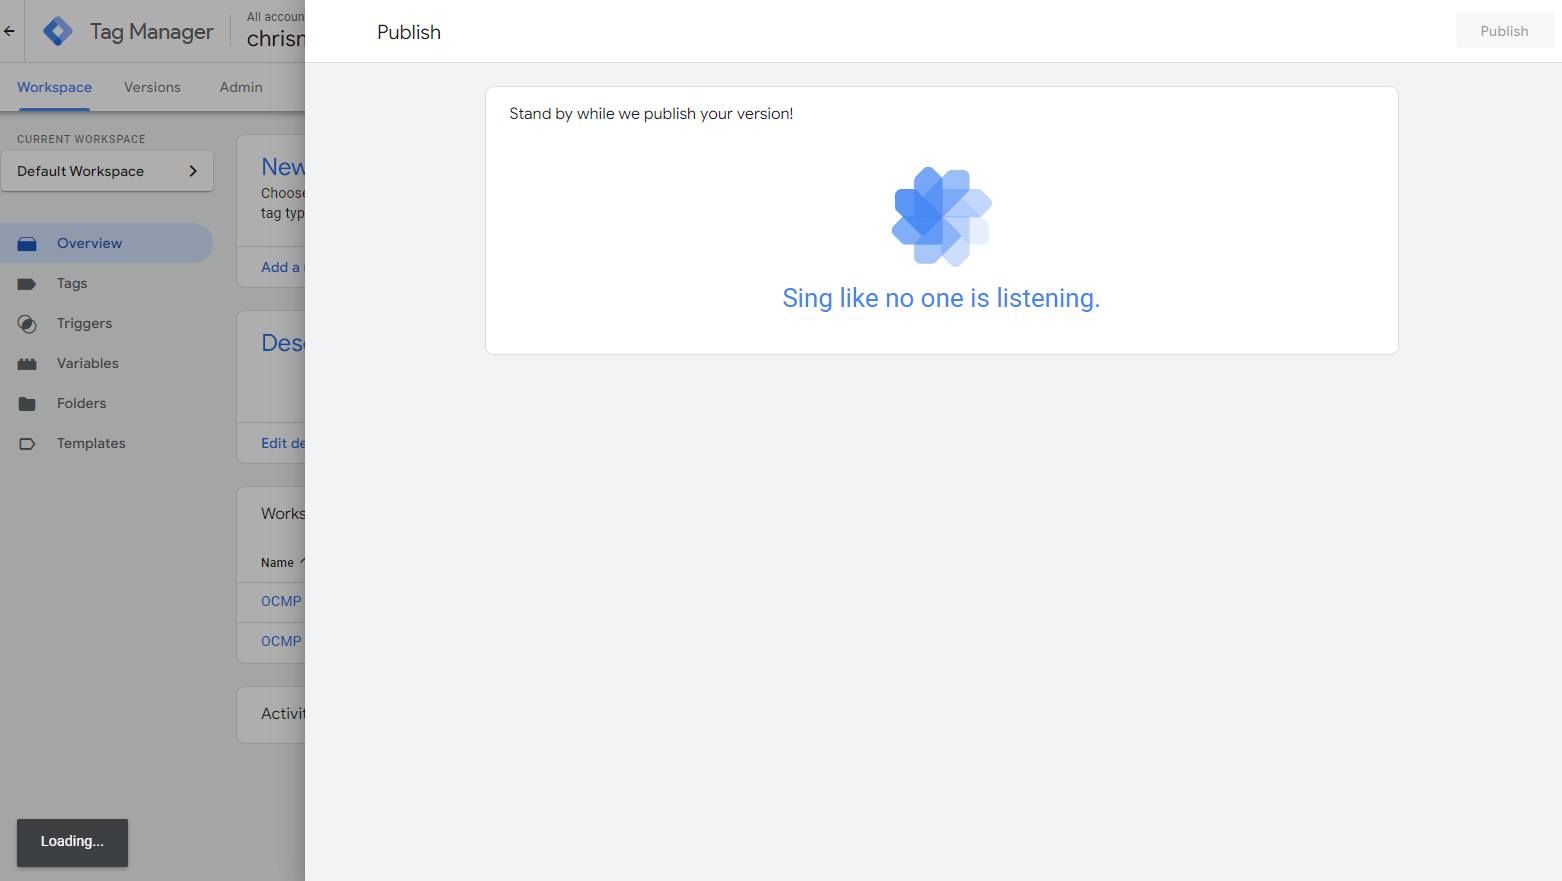 Tag Manager
All accoun
chrisn
Publish
Publish
Workspace
Versions
Admin
CURRENT WORKSPACE
Default Workspace
Overview
Tags
Triggers
Variables
Folders
Templates
New
Choose
tag typ
Add a
Desc
Edit de
Works
Name
OCMP
OCMP
Activit
Stand by while we publish your version!
Sing like no one is listening.
Loading...